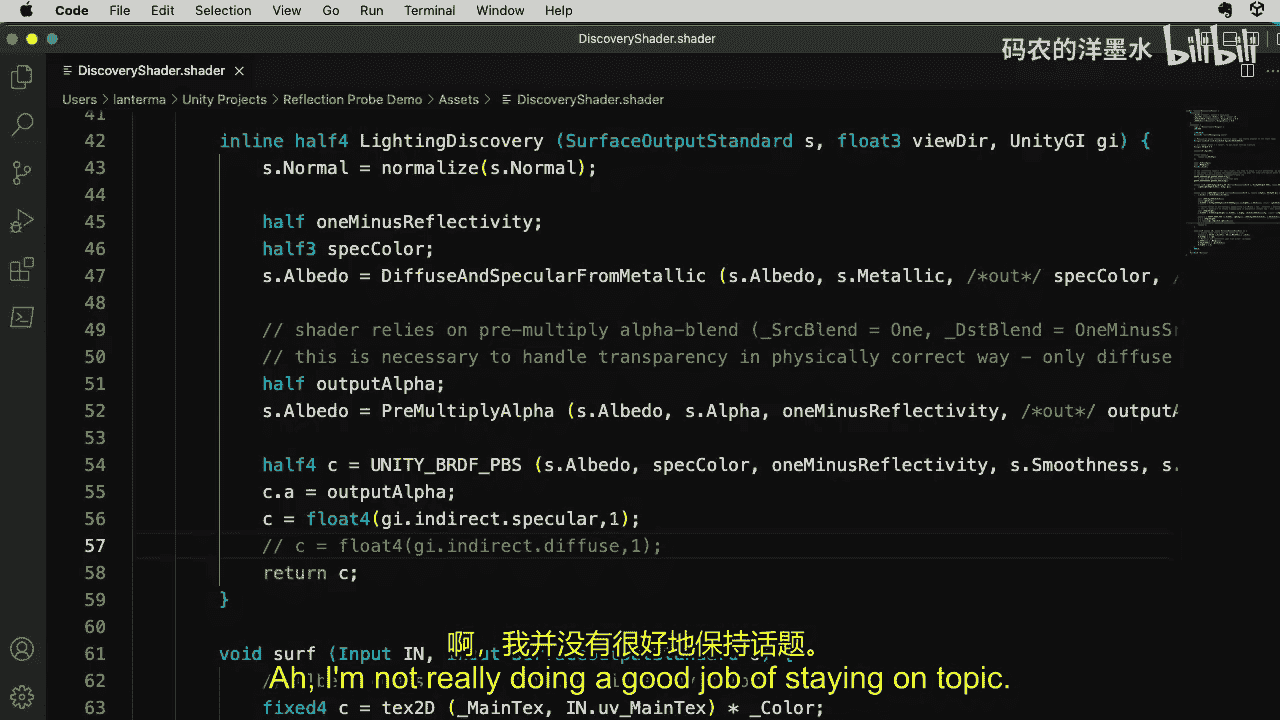 Code File Edit Selection View Go Run Terminal Window Help
DiscoveryShader.shader
码农的洋墨水 bilibili
DiscoveryShader.shader
Users > lanterma > Unity Projects > Reflection Probe Demo > Assets > DiscoveryShader.shader
41
42 inline half4 LightingDiscovery (SurfaceOutputStandard s, float3 viewDir, UnityGI gi) {
43 s.Normal = normalize(s.Normal);
44
45 half oneMinusReflectivity;
46 half3 specColor;
47 s.Albedo = DiffuseAndSpecularFromMetallic (s.Albedo, s.Metallic, /*out*/ specColor, /
48
49 // shader relies on pre-multiply alpha-blend (_SrcBlend = One, _DstBlend = OneMinusS
50 // this is necessary to handle transparency in physically correct way - only diffuse
51 half outputAlpha;
52 s.Albedo = PreMultiplyAlpha (s.Albedo, s.Alpha, oneMinusReflectivity, /*out*/ outputA
53
54 half4 c = UNITY_BRDF_PBS (s.Albedo, specColor, oneMinusReflectivity, s.Smoothness, s.
55 c.a = outputAlpha;
56 c = float4(gi.indirect.specular,1);
57 // c = float4(gi.indirect.diffuse,1);
58 return c;
59 }
60
61 void surf (Input IN,
啊，我并没有很好地保持话题。
62
Ah, I'm not really doing a good job of staying on topic.
63 fixed4 c = tex2D (_MainTex, IN.uv_MainTex) * _Color;